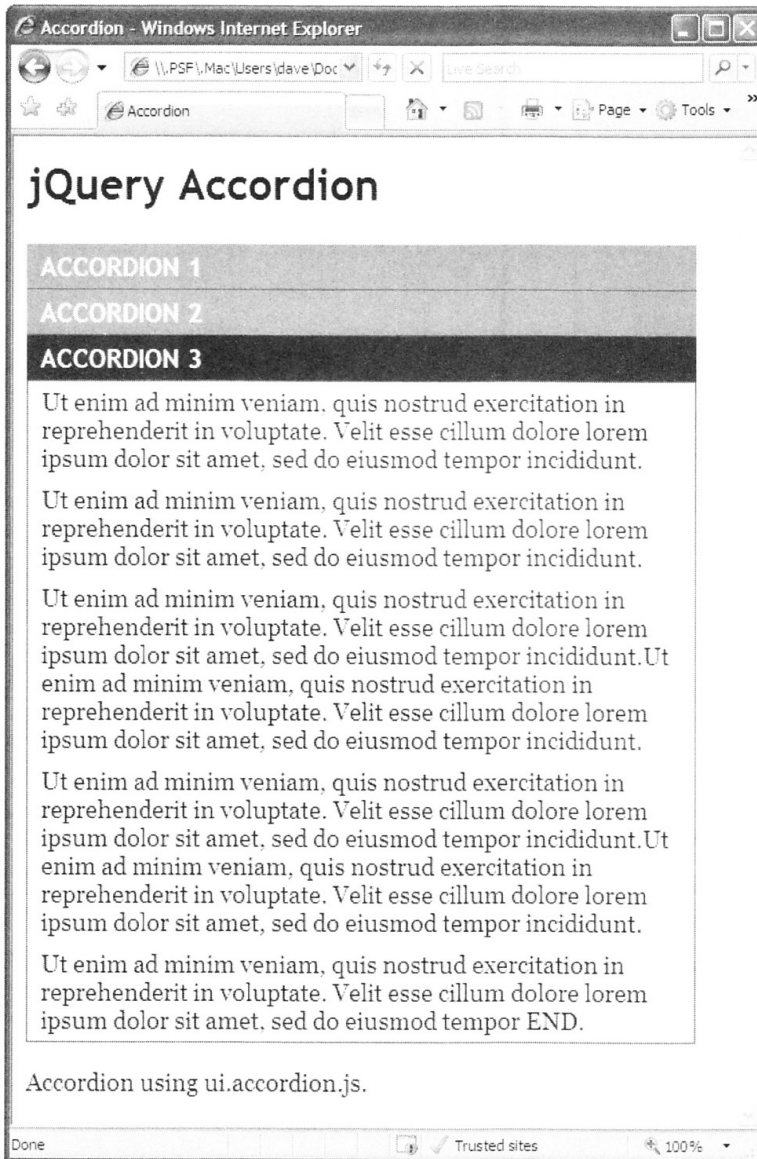 Accordion - Windows Internet Explorer
\\.PSF\.Mac\Users\dave\Doc
Live Search
Accordion
Page
Tools
»
jQuery Accordion
ACCORDION 1
ACCORDION 2
ACCORDION 3
Ut enim ad minim veniam, quis nostrud exercitation in
reprehenderit in voluptate. Velit esse cillum dolore lorem
ipsum dolor sit amet, sed do eiusmod tempor incididunt.
Ut enim ad minim veniam, quis nostrud exercitation in
reprehenderit in voluptate. Velit esse cillum dolore lorem
ipsum dolor sit amet, sed do eiusmod tempor incididunt.
Ut enim ad minim veniam, quis nostrud exercitation in
reprehenderit in voluptate. Velit esse cillum dolore lorem
ipsum dolor sit amet, sed do eiusmod tempor incididunt.Ut
enim ad minim veniam, quis nostrud exercitation in
reprehenderit in voluptate. Velit esse cillum dolore lorem
ipsum dolor sit amet, sed do eiusmod tempor incididunt.
Ut enim ad minim veniam, quis nostrud exercitation in
reprehenderit in voluptate. Velit esse cillum dolore lorem
ipsum dolor sit amet, sed do eiusmod tempor incididunt.Ut
enim ad minim veniam, quis nostrud exercitation in
reprehenderit in voluptate. Velit esse cillum dolore lorem
ipsum dolor sit amet, sed do eiusmod tempor incididunt.
Ut enim ad minim veniam, quis nostrud exercitation in
reprehenderit in voluptate. Velit esse cillum dolore lorem
ipsum dolor sit amet, sed do eiusmod tempor END.
Accordion using ui.accordion.js.
Done
Trusted sites
100%